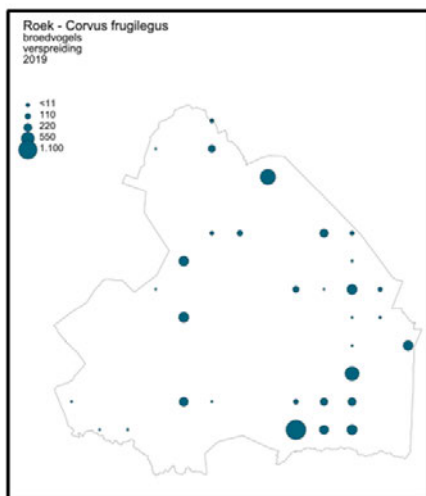 Roek - Corvus frugilegus
broedvogels
verspreiding
2019
<11
110
220
550
1.100